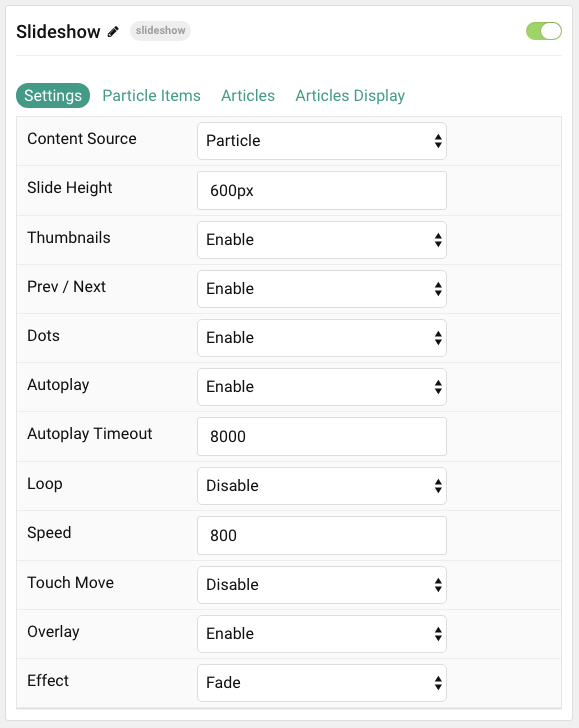 Slideshow slideshow
Settings Particle Items Articles Articles Display
Content Source Particle
Slide Height 600px
Thumbnails Enable
Prev / Next Enable
Dots Enable
Autoplay Enable
Autoplay Timeout 8000
Loop Disable
Speed 800
Touch Move Disable
Overlay Enable
Effect Fade